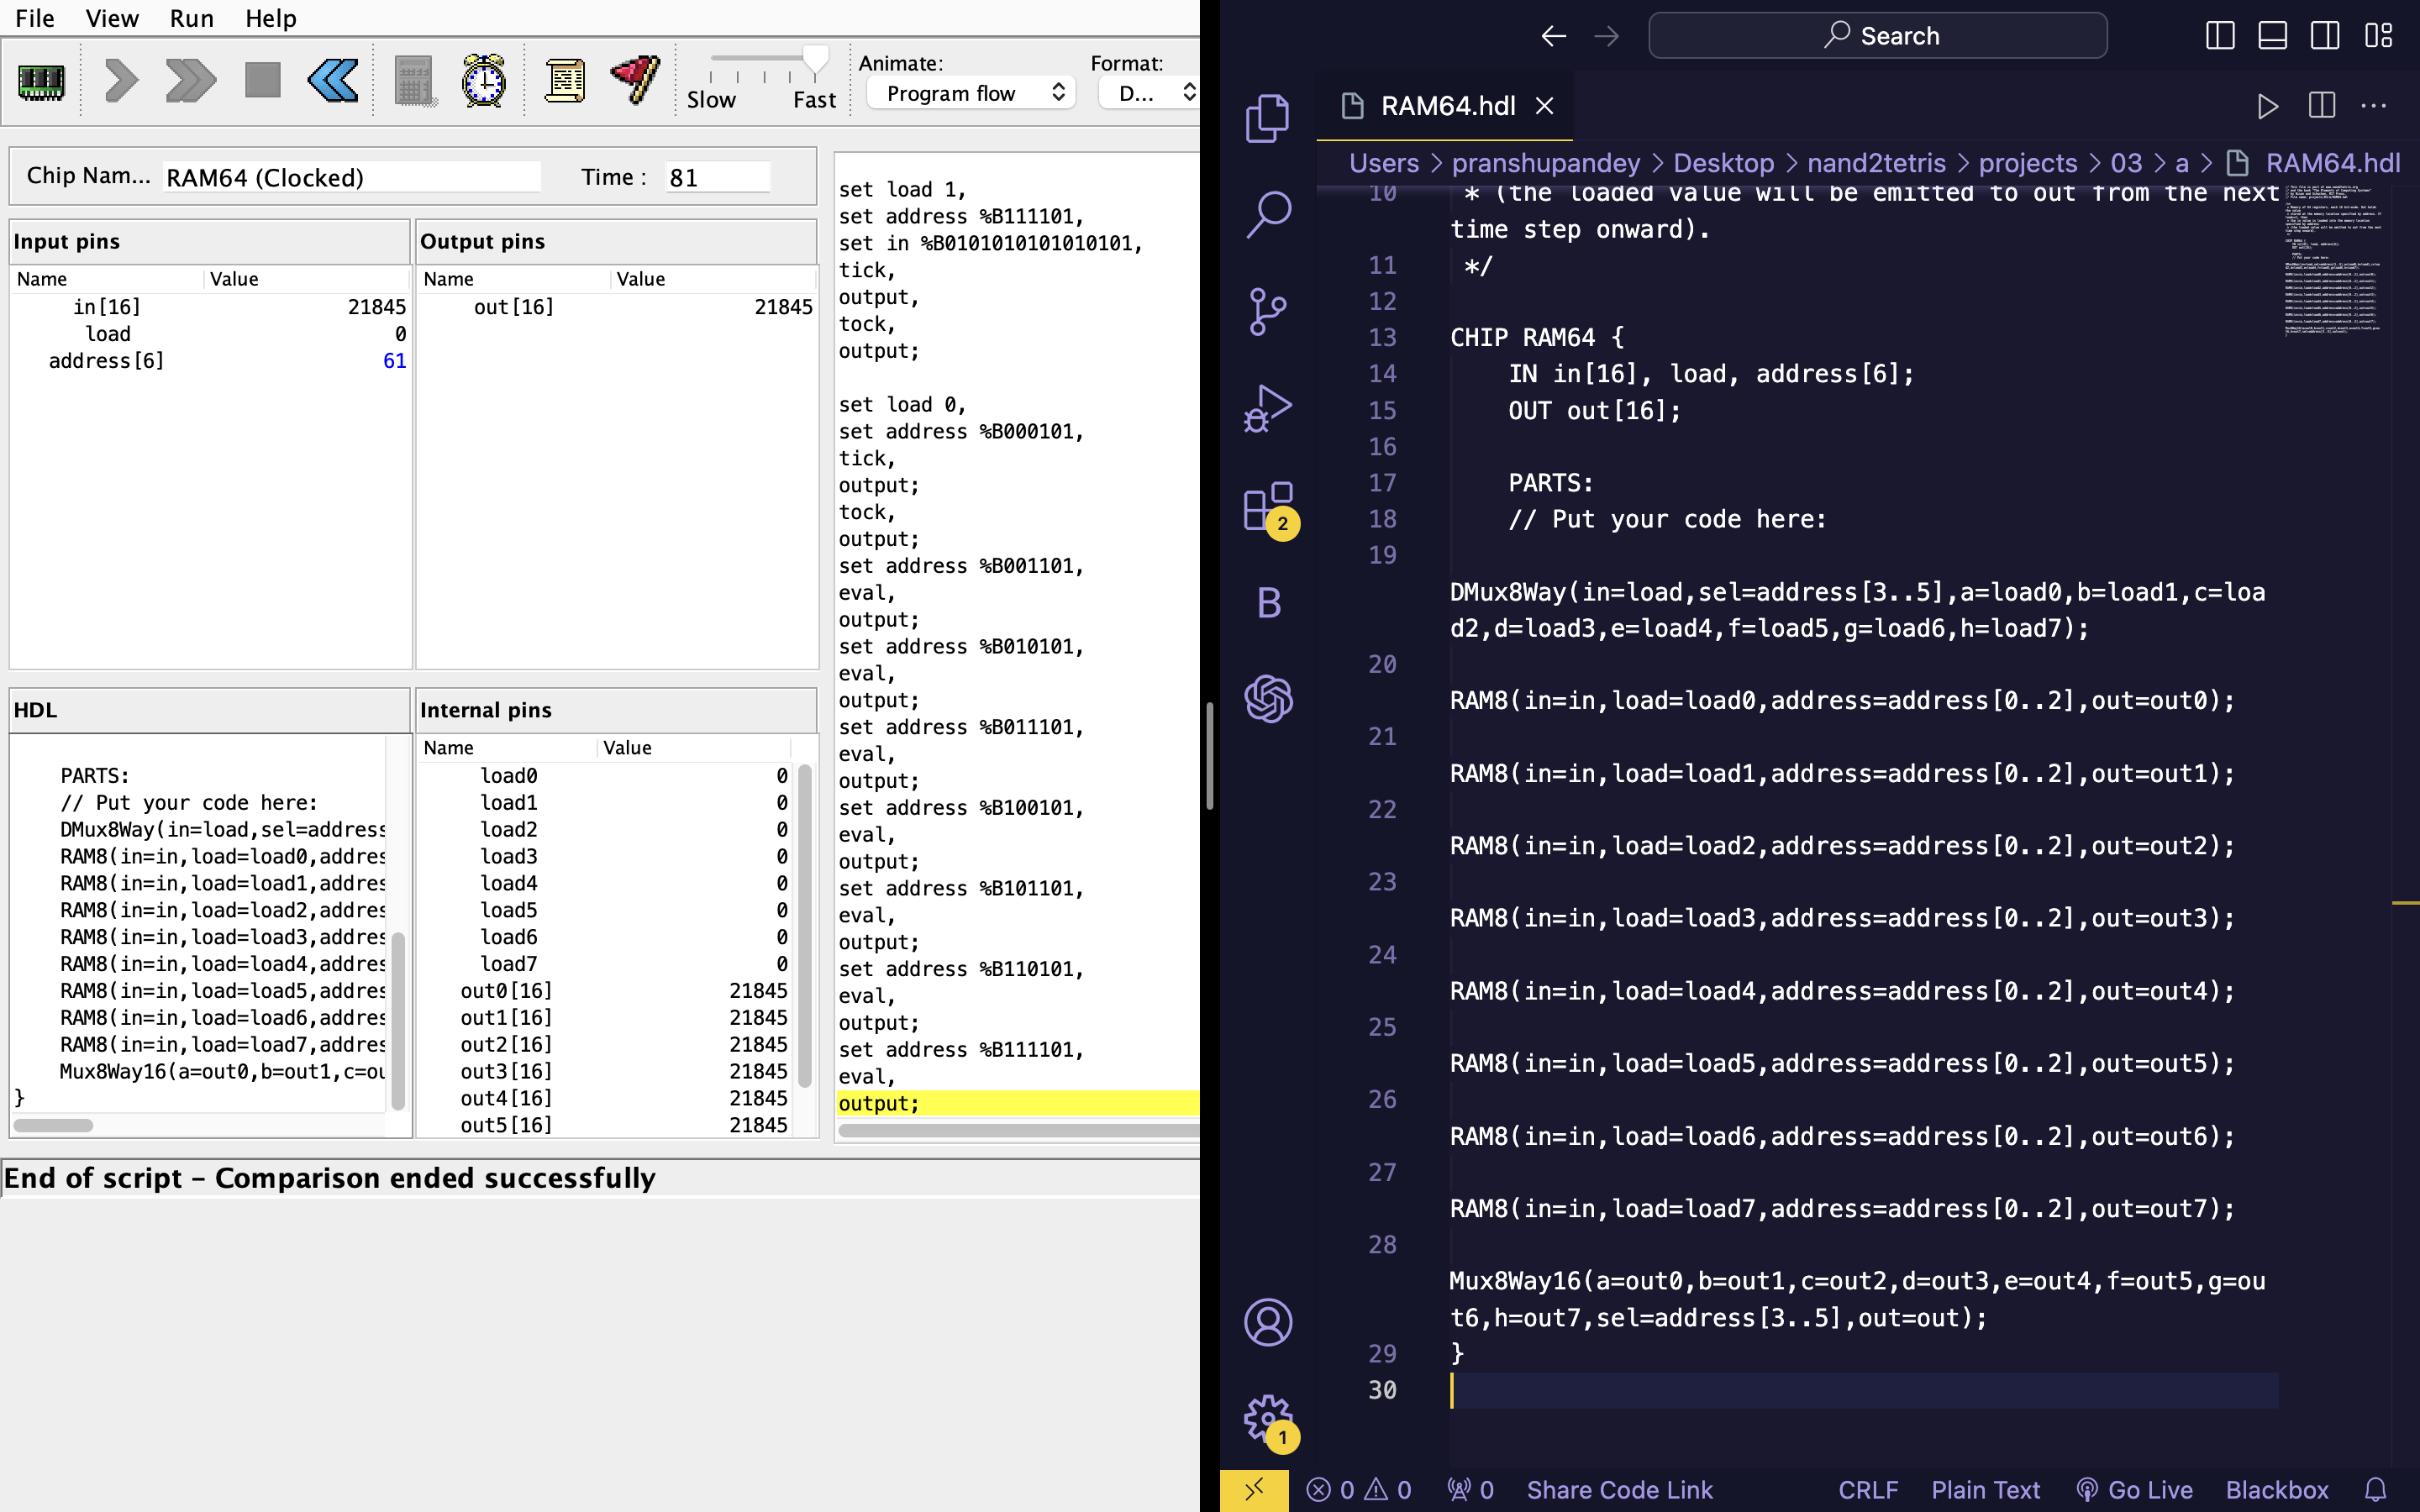 File View Run Help
Slow Fast
Animate:
Program flow
Format:
D...
Chip Nam... RAM64 (Clocked) Time : 81
Input pins
Name Value
in[16] 21845
load 0
address[6] 61
Output pins
Name Value
out[16] 21845
HDL
PARTS:
// Put your code here:
DMux8Way(in=load,sel=address
RAM8(in=in,load=load0,addres
RAM8(in=in,load=load1,addres
RAM8(in=in,load=load2,addres
RAM8(in=in,load=load3,addres
RAM8(in=in,load=load4,addres
RAM8(in=in,load=load5,addres
RAM8(in=in,load=load6,addres
RAM8(in=in,load=load7,addres
Mux8Way16(a=out0,b=out1,c=ou
}
Internal pins
Name Value
load0 0
load1 0
load2 0
load3 0
load4 0
load5 0
load6 0
load7 0
out0[16] 21845
out1[16] 21845
out2[16] 21845
out3[16] 21845
out4[16] 21845
out5[16] 21845
set load 1,
set address %B111101,
set in %B0101010101010101,
tick,
output,
tock,
output;
set load 0,
set address %B000101,
tick,
output;
tock,
output;
set address %B001101,
eval,
output;
set address %B010101,
eval,
output;
set address %B011101,
eval,
output;
set address %B100101,
eval,
output;
set address %B101101,
eval,
output;
set address %B110101,
eval,
output;
set address %B111101,
eval,
output;
End of script – Comparison ended successfully
Search
RAM64.hdl
Users > pranshupandey > Desktop > nand2tetris > projects > 03 > a > RAM64.hdl
10 * (the loaded value will be emitted to out from the next
time step onward).
11 */
12
13 CHIP RAM64 {
14 IN in[16], load, address[6];
15 OUT out[16];
16
17 PARTS:
18 // Put your code here:
19
DMux8Way(in=load,sel=address[3..5],a=load0,b=load1,c=loa
d2,d=load3,e=load4,f=load5,g=load6,h=load7);
20
RAM8(in=in,load=load0,address=address[0..2],out=out0);
21
RAM8(in=in,load=load1,address=address[0..2],out=out1);
22
RAM8(in=in,load=load2,address=address[0..2],out=out2);
23
RAM8(in=in,load=load3,address=address[0..2],out=out3);
24
RAM8(in=in,load=load4,address=address[0..2],out=out4);
25
RAM8(in=in,load=load5,address=address[0..2],out=out5);
26
RAM8(in=in,load=load6,address=address[0..2],out=out6);
27
RAM8(in=in,load=load7,address=address[0..2],out=out7);
28
Mux8Way16(a=out0,b=out1,c=out2,d=out3,e=out4,f=out5,g=ou
t6,h=out7,sel=address[3..5],out=out);
29 }
30
2
B
1
0 0 0 Share Code Link CRLF Plain Text Go Live Blackbox